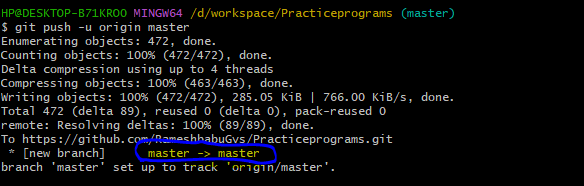 HP@DESKTOP-B71KROO MINGW64 /d/workspace/Practiceprograms (master)
$ git push -u origin master
Enumerating objects: 472, done.
Counting objects: 100% (472/472), done.
Delta compression using up to 4 threads
Compressing objects: 100% (463/463), done.
Writing objects: 100% (472/472), 285.05 KiB | 766.00 KiB/s, done.
Total 472 (delta 89), reused 0 (delta 0), pack-reused 0
remote: Resolving deltas: 100% (89/89), done.
To https://github.com/RameshbabuGvs/Practiceprograms.git
 * [new branch]      master -> master
branch 'master' set up to track 'origin/master'.